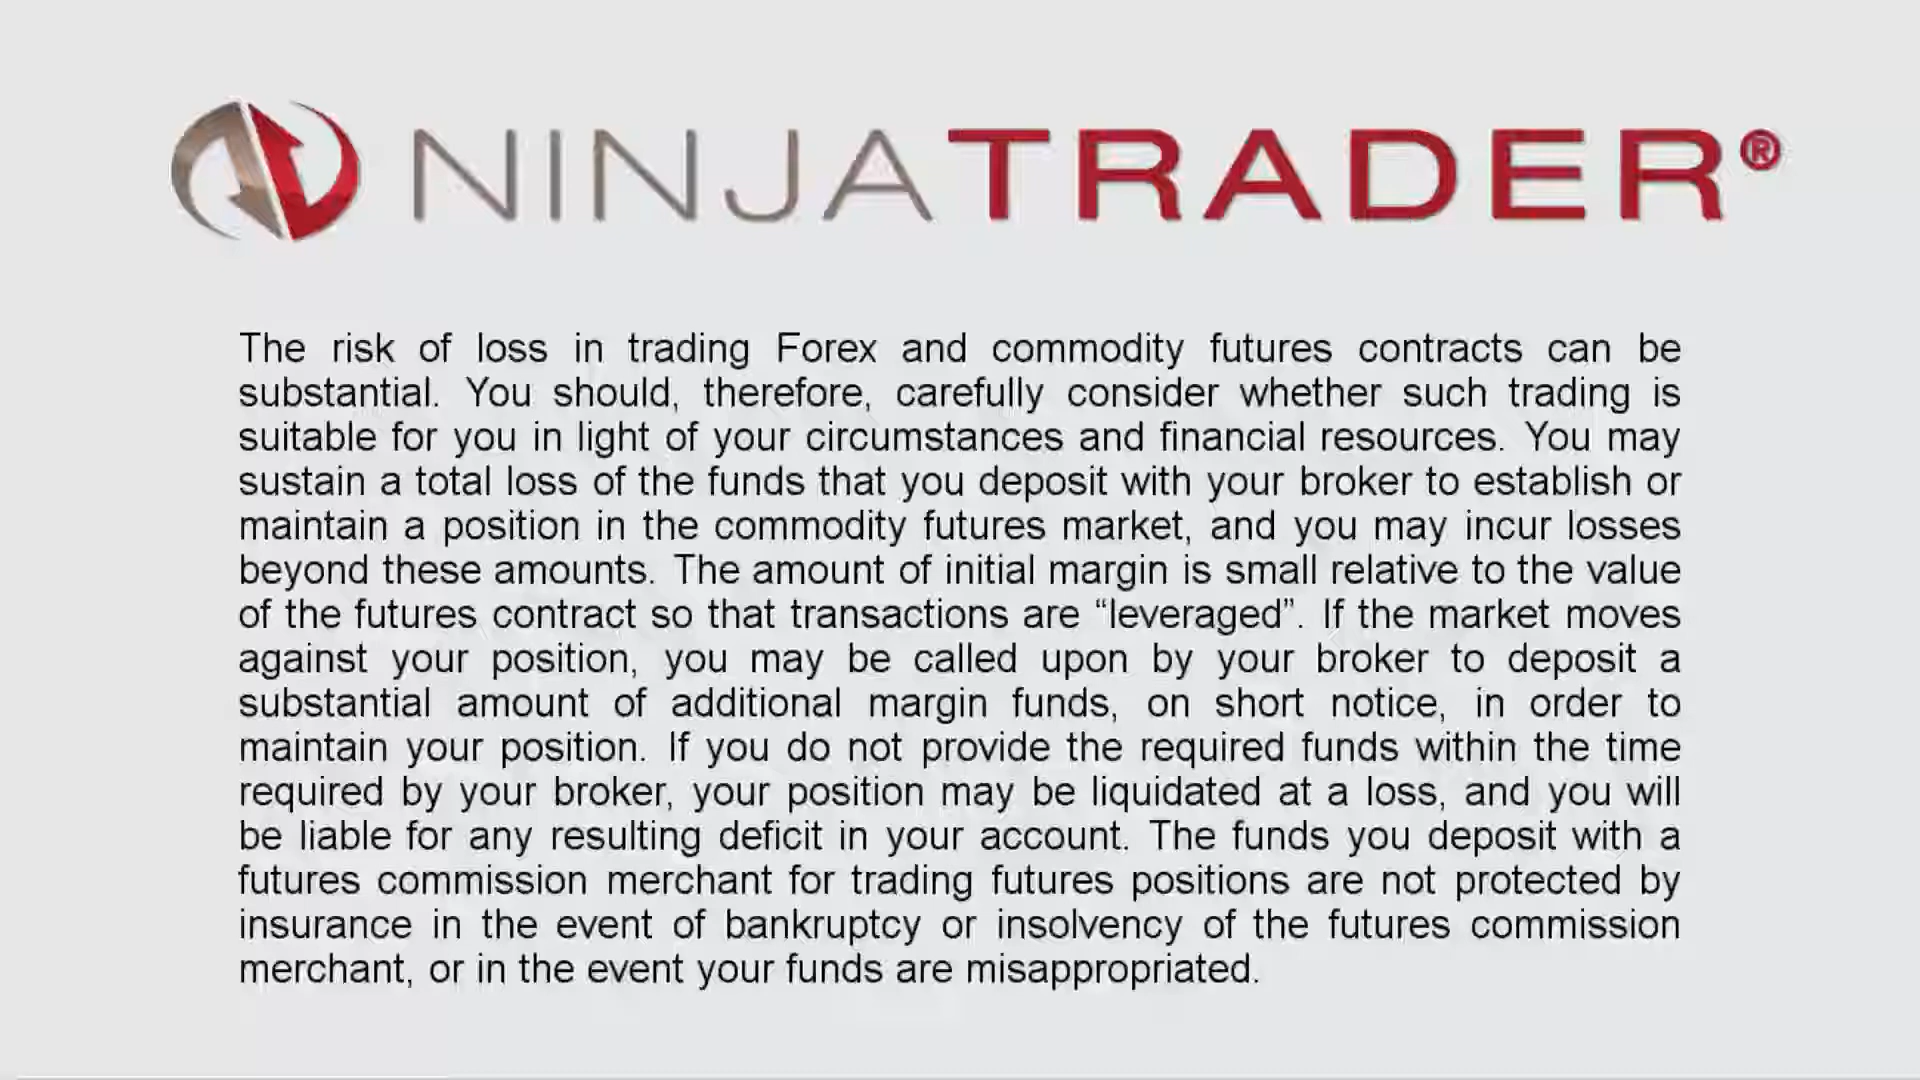 NINJATRADER®
The risk of loss in trading Forex and commodity futures contracts can be
substantial. You should, therefore, carefully consider whether such trading is
suitable for you in light of your circumstances and financial resources. You may
sustain a total loss of the funds that you deposit with your broker to establish or
maintain a position in the commodity futures market, and you may incur losses
beyond these amounts. The amount of initial margin is small relative to the value
of the futures contract so that transactions are “leveraged”. If the market moves
against your position, you may be called upon by your broker to deposit a
substantial amount of additional margin funds, on short notice, in order to
maintain your position. If you do not provide the required funds within the time
required by your broker, your position may be liquidated at a loss, and you will
be liable for any resulting deficit in your account. The funds you deposit with a
futures commission merchant for trading futures positions are not protected by
insurance in the event of bankruptcy or insolvency of the futures commission
merchant, or in the event your funds are misappropriated.